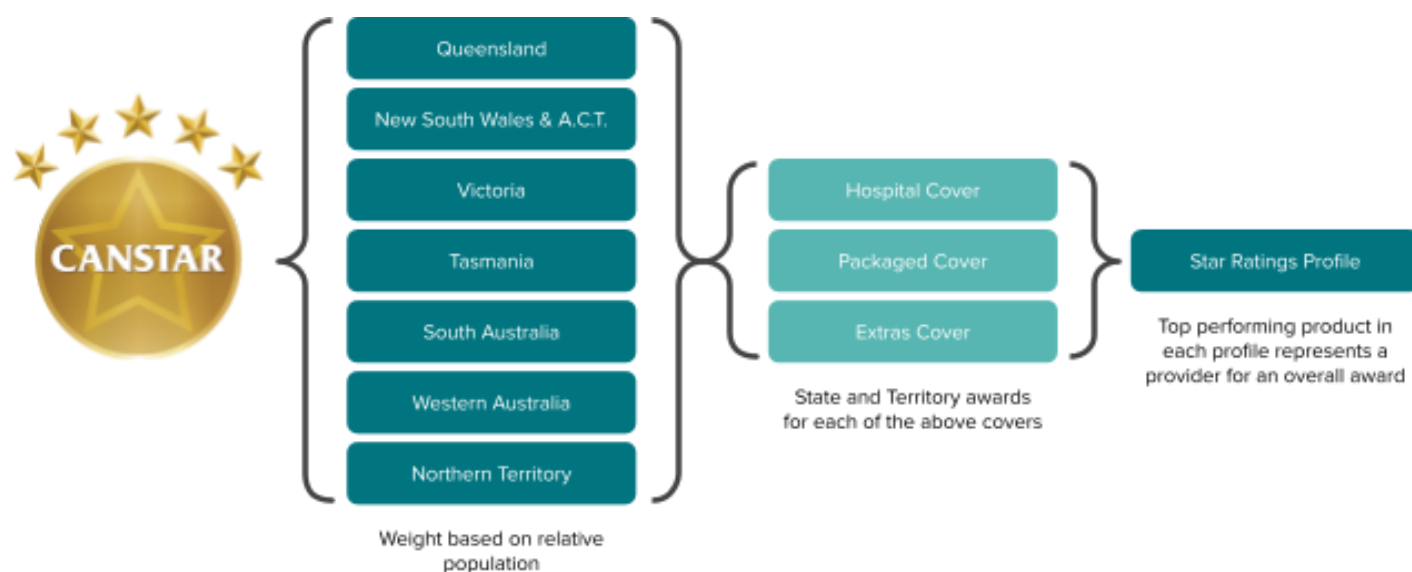 CANSTAR
Queensland
New South Wales & A.C.T.
Victoria
Tasmania
South Australia
Western Australia
Northern Territory
Weight based on relative
population
Hospital Cover
Packaged Cover
Extras Cover
State and Territory awards
for each of the above covers
Star Ratings Profile
Top performing product in
each profile represents a
provider for an overall award